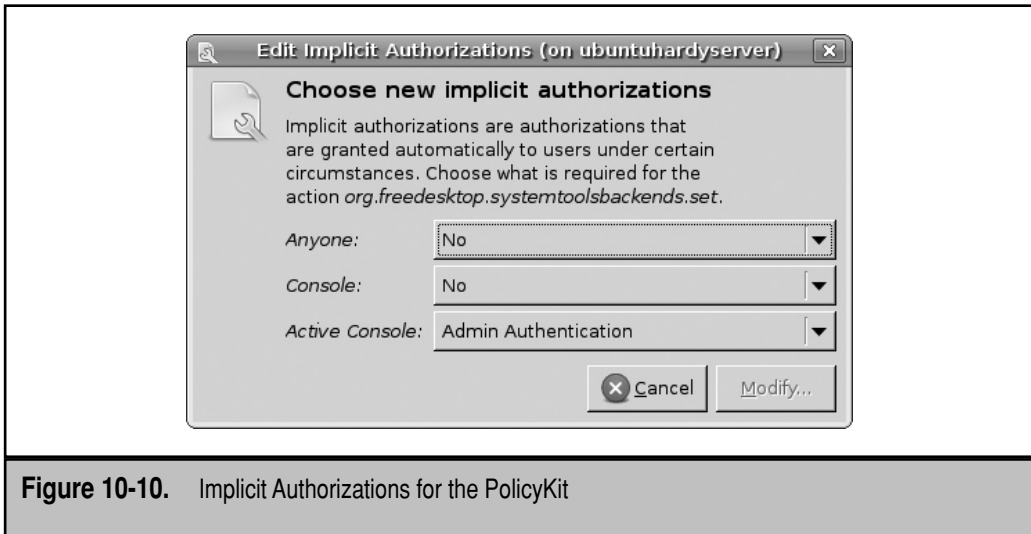 Edit Implicit Authorizations (on ubuntuhardyserver)
Choose new implicit authorizations
Implicit authorizations are authorizations that
are granted automatically to users under certain
circumstances. Choose what is required for the
action org.freedesktop.systemtoolsbackends.set.
Anyone: No
Console: No
Active Console: Admin Authentication
Cancel Modify...
Figure 10-10. Implicit Authorizations for the PolicyKit